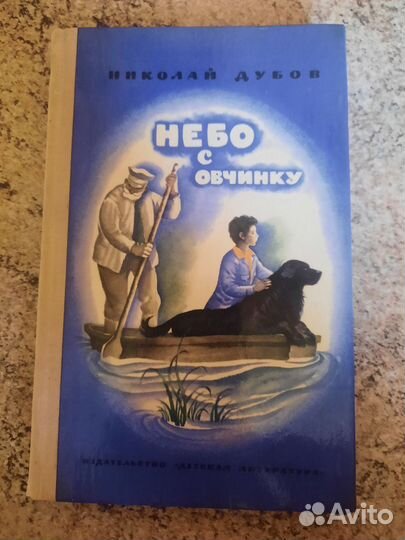 НИКОЛАЙ ДУБОВ
НЕБО
С
ОВЧИНКУ
ИЗДАТЕЛЬСТВО «ДЕТСКАЯ ЛИТЕРАТУРА»
Avito